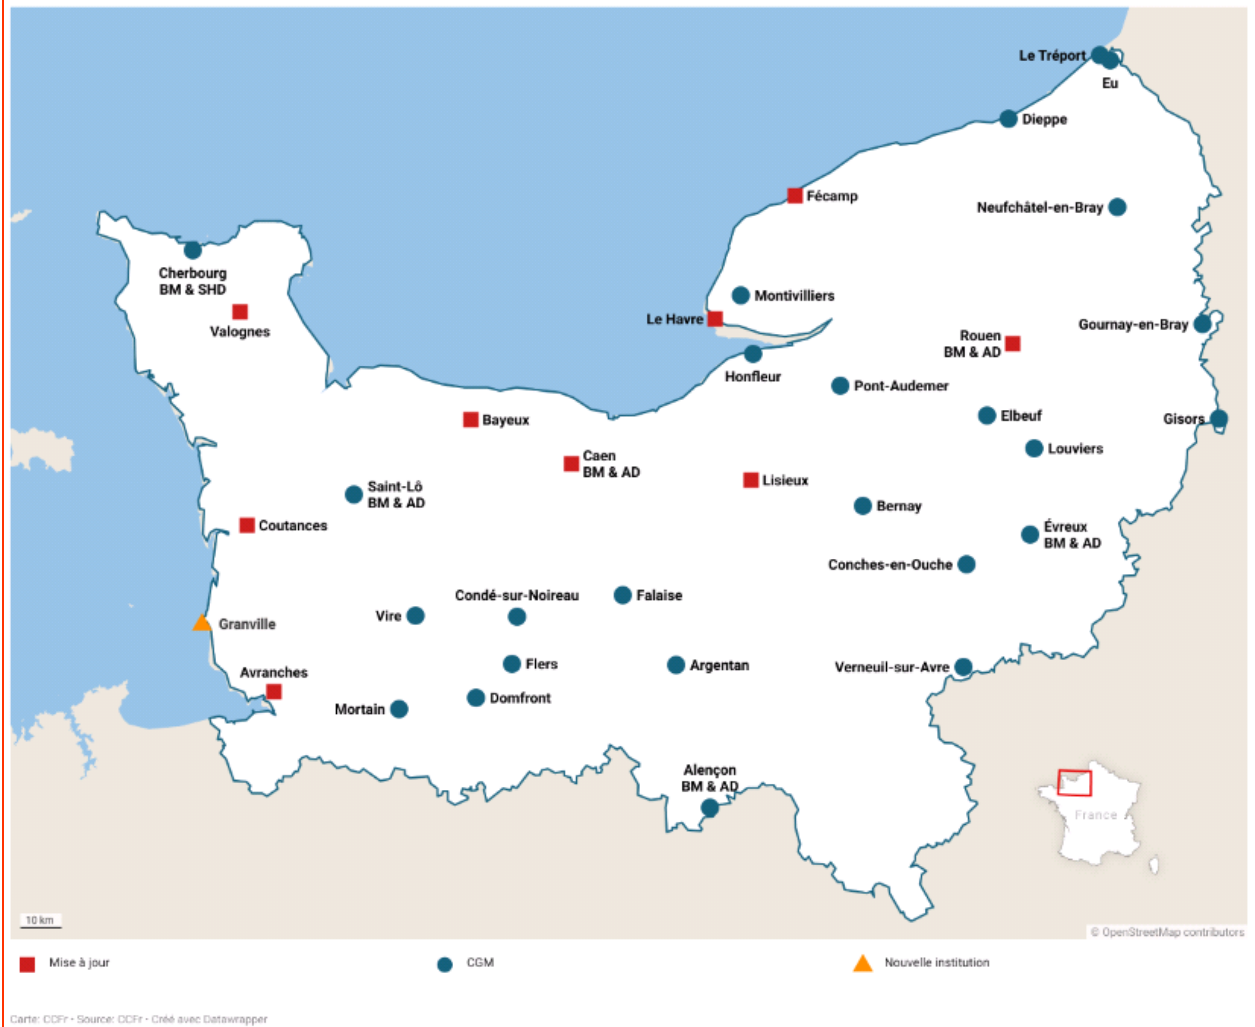 Le Tréport
Eu
Dieppe
Fécamp
Neufchâtel-en-Bray
Cherbourg
BM & SHD
Valognes
Montivilliers
Le Havre
Gournay-en-Bray
Rouen
BM & AD
Honfleur
Pont-Audemer
Elbeuf
Gisors
Bayeux
Louviers
Caen
BM & AD
Lisieux
Saint-Lô
BM & AD
Bernay
Coutances
Évreux
BM & AD
Conches-en-Ouche
Condé-sur-Noireau
Falaise
Vire
Granville
Flers
Argentan
Verneuil-sur-Avre
Avranches
Domfront
Mortain
Alençon
BM & AD
France
10 km
© OpenStreetMap contributors
Mise à jour
CGM
Nouvelle institution
Carte: CCFr • Source: CCFr • Créé avec Datawrapper